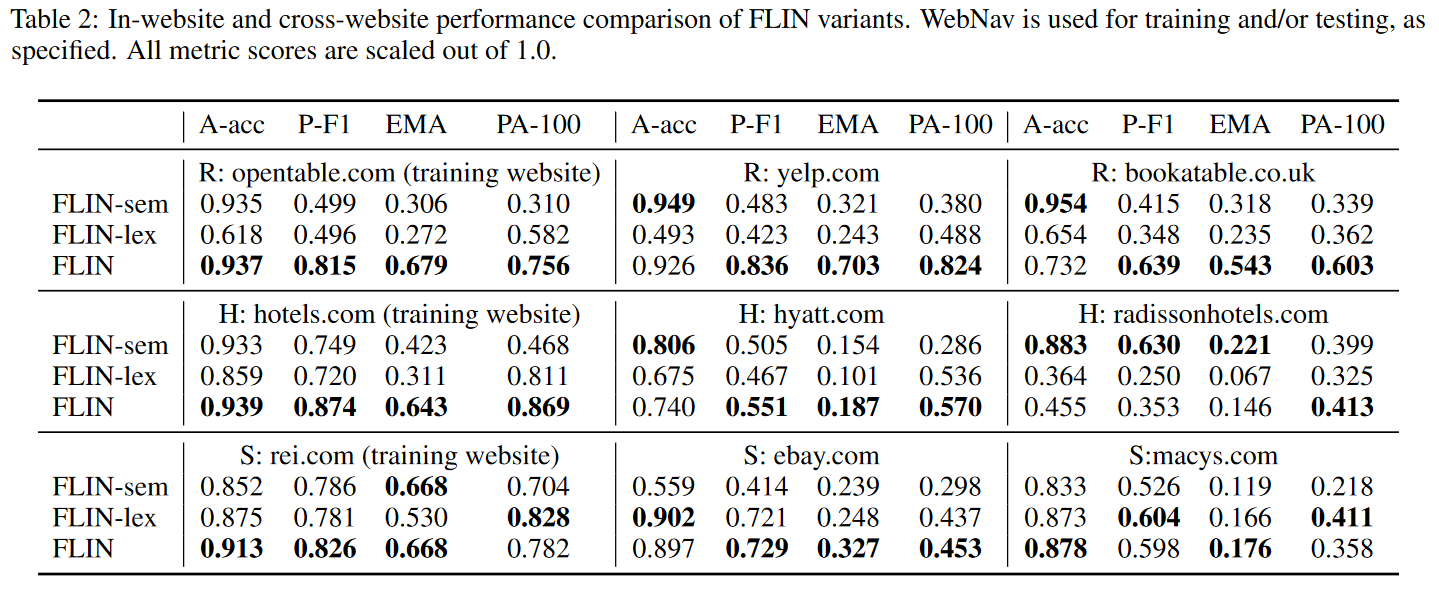 Table 2: In-website and cross-website performance comparison of FLIN variants. WebNav is used for training and/or testing, as
specified. All metric scores are scaled out of 1.0.
A-acc P-F1 EMA PA-100 A-acc P-F1 EMA PA-100 A-acc P-F1 EMA PA-100
R: opentable.com (training website) R: yelp.com R: bookatable.co.uk
FLIN-sem 0.935 0.499 0.306 0.310 0.949 0.483 0.321 0.380 0.954 0.415 0.318 0.339
FLIN-lex 0.618 0.496 0.272 0.582 0.493 0.423 0.243 0.488 0.654 0.348 0.235 0.362
FLIN 0.937 0.815 0.679 0.756 0.926 0.836 0.703 0.824 0.732 0.639 0.543 0.603
H: hotels.com (training website) H: hyatt.com H: radissonhotels.com
FLIN-sem 0.933 0.749 0.423 0.468 0.806 0.505 0.154 0.286 0.883 0.630 0.221 0.399
FLIN-lex 0.859 0.720 0.311 0.811 0.675 0.467 0.101 0.536 0.364 0.250 0.067 0.325
FLIN 0.939 0.874 0.643 0.869 0.740 0.551 0.187 0.570 0.455 0.353 0.146 0.413
S: rei.com (training website) S: ebay.com S:macys.com
FLIN-sem 0.852 0.786 0.668 0.704 0.559 0.414 0.239 0.298 0.833 0.526 0.119 0.218
FLIN-lex 0.875 0.781 0.530 0.828 0.902 0.721 0.248 0.437 0.873 0.604 0.166 0.411
FLIN 0.913 0.826 0.668 0.782 0.897 0.729 0.327 0.453 0.878 0.598 0.176 0.358